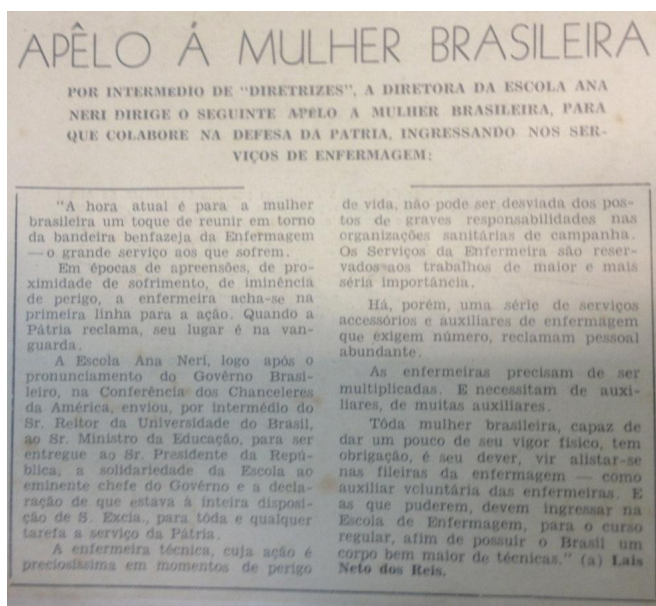 APÊLO Á MULHER BRASILEIRA
POR INTERMEDIO DE "DIRETRIZES", A DIRETORA DA ESCOLA ANA
NERI DIRIGE O SEGUINTE APÊLO A MULHER BRASILEIRA, PARA
QUE COLABORE NA DEFESA DA PATRIA, INGRESSANDO NOS SER-
VIÇOS DE ENFERMAGEM:
"A hora atual é para a mulher
brasileira um toque de reunir em torno
da bandeira benfazeja da Enfermagem
— o grande serviço aos que sofrem.
Em épocas de apreensões, de pro-
ximidade de sofrimento, de iminência
de perigo, a enfermeira acha-se na
primeira linha para a ação. Quando a
Pátria reclama, seu lugar é na van-
guarda.
A Escola Ana Neri, logo após o
pronunciamento do Govêrno Brasi-
leiro, na Conferência dos Chanceleres
da América, enviou, por intermédio do
Sr. Reitor da Universidade do Brasil,
ao Sr. Ministro da Educação, para ser
entregue ao Sr. Presidente da Repú-
blica, a solidariedade da Escola ao
eminente chefe do Govêrno e a decla-
ração de que estava à inteira disposi-
ção de S. Excia., para tôda e qualquer
tarefa a serviço da Pátria.
A enfermeira técnica, cuja ação é
preciosíssima em momentos de perigo
de vida, não pode ser desviada dos pos-
tos de graves responsabilidades nas
organizações sanitárias de campanha.
Os Serviços da Enfermeira são reser-
vados aos trabalhos de maior e mais
séria importância.
Há, porém, uma série de serviços
accessórios e auxiliares de enfermagem
que exigem número, reclamam pessoal
abundante.
As enfermeiras precisam de ser
multiplicadas. E necessitam de auxi-
liares, de muitas auxiliares.
Tôda mulher brasileira, capaz de
dar um pouco de seu vigor físico, tem
obrigação, é seu dever, vir alistar-se
nas fileiras da enfermagem — como
auxiliar voluntária das enfermeiras. E
as que puderem, devem ingressar na
Escola de Enfermagem, para o curso
regular, afim de possuir o Brasil um
corpo bem maior de técnicas." (a) Lais
Neto dos Reis.